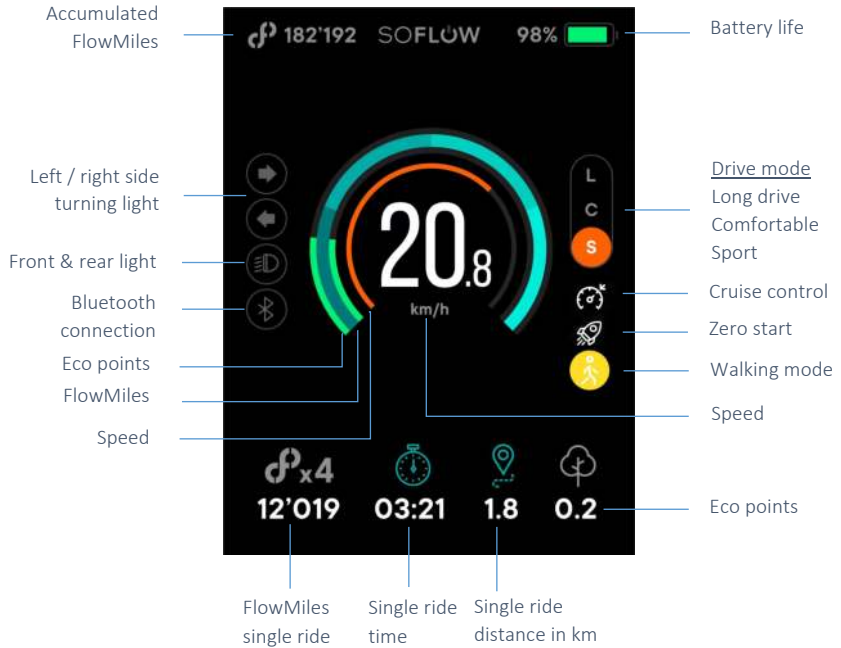 Accumulated
FlowMiles
182'192 SOFLOW 98%
Battery life
Left / right side
turning light
L
C
S
Drive mode
Long drive
Comfortable
Sport
20.8
km/h
Front & rear light
Bluetooth
connection
Eco points
FlowMiles
Speed
Cruise control
Zero start
Walking mode
Speed
x4
12'019 03:21 1.8 0.2
Eco points
FlowMiles
single ride
Single ride
time
Single ride
distance in km